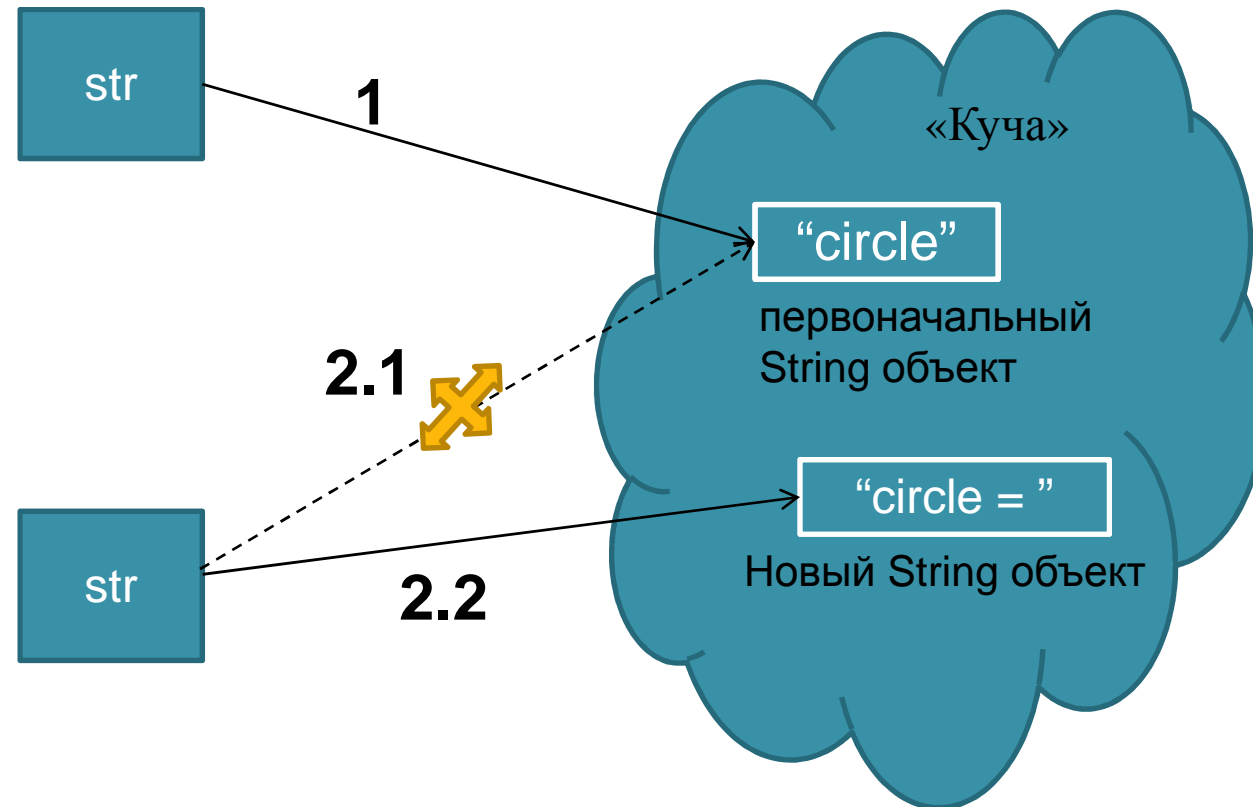 str
1
«Куча»
“circle”
первоначальный
String объект
2.1
“circle = ”
Новый String объект
str
2.2